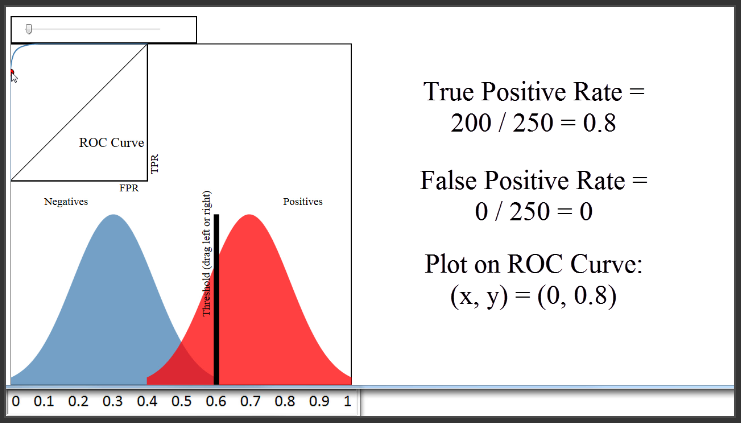 ROC Curve
TPR
FPR
Negatives
Positives
Threshold (drag left or right)
0 0.1 0.2 0.3 0.4 0.5 0.6 0.7 0.8 0.9 1
True Positive Rate =
200 / 250 = 0.8
False Positive Rate =
0 / 250 = 0
Plot on ROC Curve:
(x, y) = (0, 0.8)